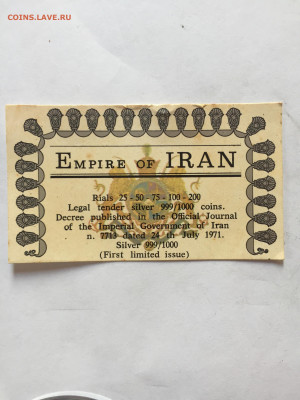 COINS.LAVE.RU
EMPIRE OF IRAN
Rials 25 - 50 - 75 - 100 - 200
Legal tender silver 999/1000 coins.
Decree published in the Official Journal
of the Imperial Government of Iran
n. 7713 dated 24 th July 1971.
Silver 999/1000
(First limited issue)